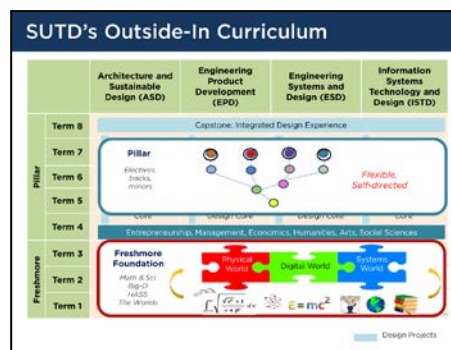 SUTD's Outside-In Curriculum
Architecture and
Sustainable
Design (ASD)
Engineering
Product
Development
(EPD)
Engineering
Systems and
Design (ESD)
Information
Systems
Technology and
Design (ISTD)
Pillar
Term 8
Capstone: Integrated Design Experience
Term 7
Pillar
Electives,
tracks,
minors
Term 6
Flexible,
Self-directed
Term 5
Core
Design Core
Design Core
Core
Term 4
Entrepreneurship, Management, Economics, Humanities, Arts, Social Sciences
Freshmore
Term 3
Freshmore
Foundation
Physical
World
Digital World
Systems
World
Term 2
Math & Sci
Big-D
HASS
The Worlds
Term 1
E=mc²
Design Projects